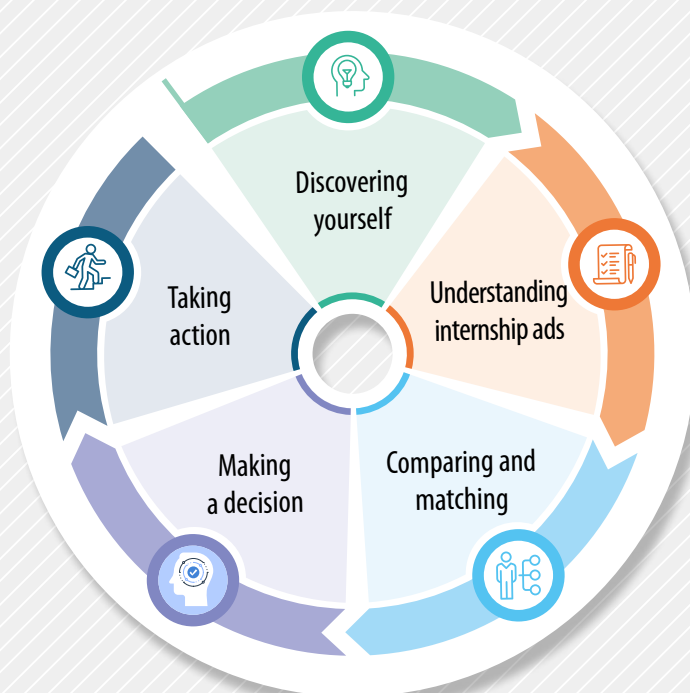 Discovering
yourself
Understanding
internship ads
Comparing and
matching
Making
a decision
Taking
action